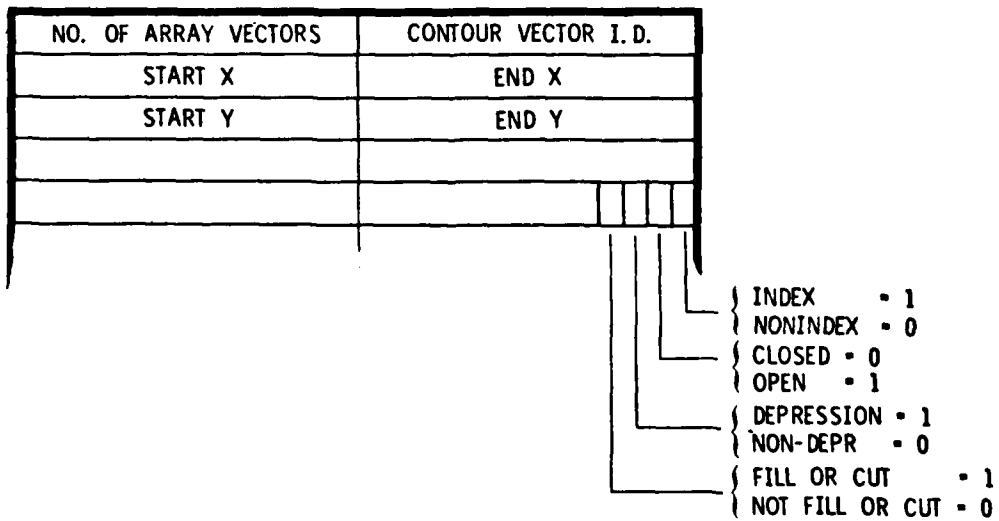 NO. OF ARRAY VECTORS CONTOUR VECTOR I.D.
START X END X
START Y END Y
INDEX = 1
NONINDEX = 0
CLOSED = 0
OPEN = 1
DEPRESSION = 1
NON-DEPR = 0
FILL OR CUT = 1
NOT FILL OR CUT = 0